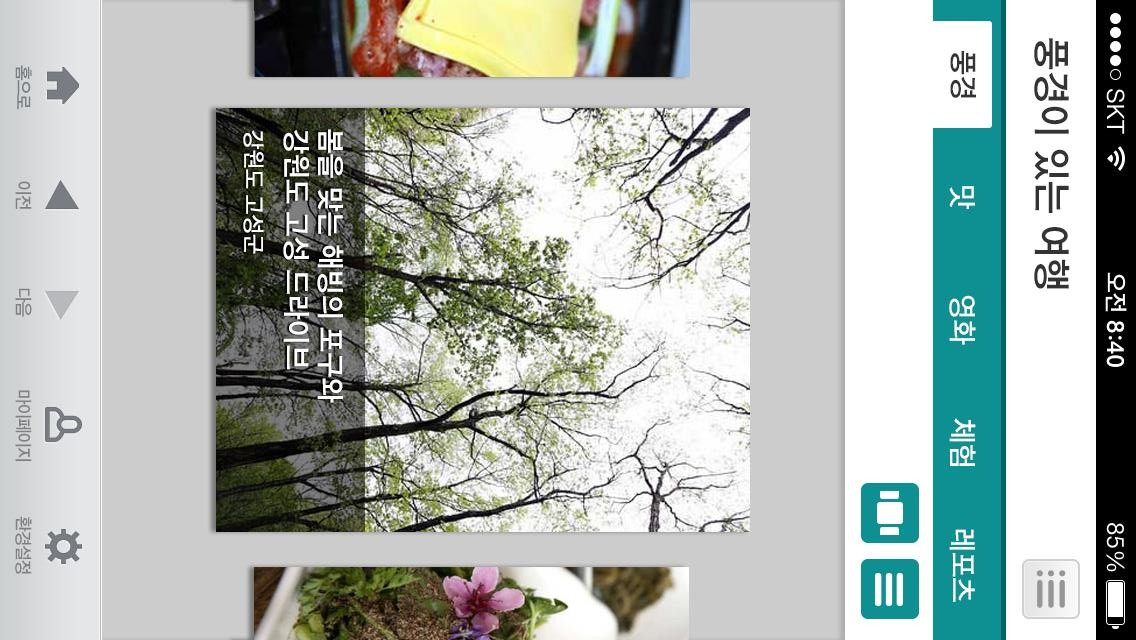 SKT 오전 8:40 85%
풍경이 있는 여행
풍경 맛 영화 체험 레포츠
봄을 맞는 해방의 포구와
강원도 고성 드라이브
강원도 고성군
홈으로 이전 다음 마이페이지 환경설정